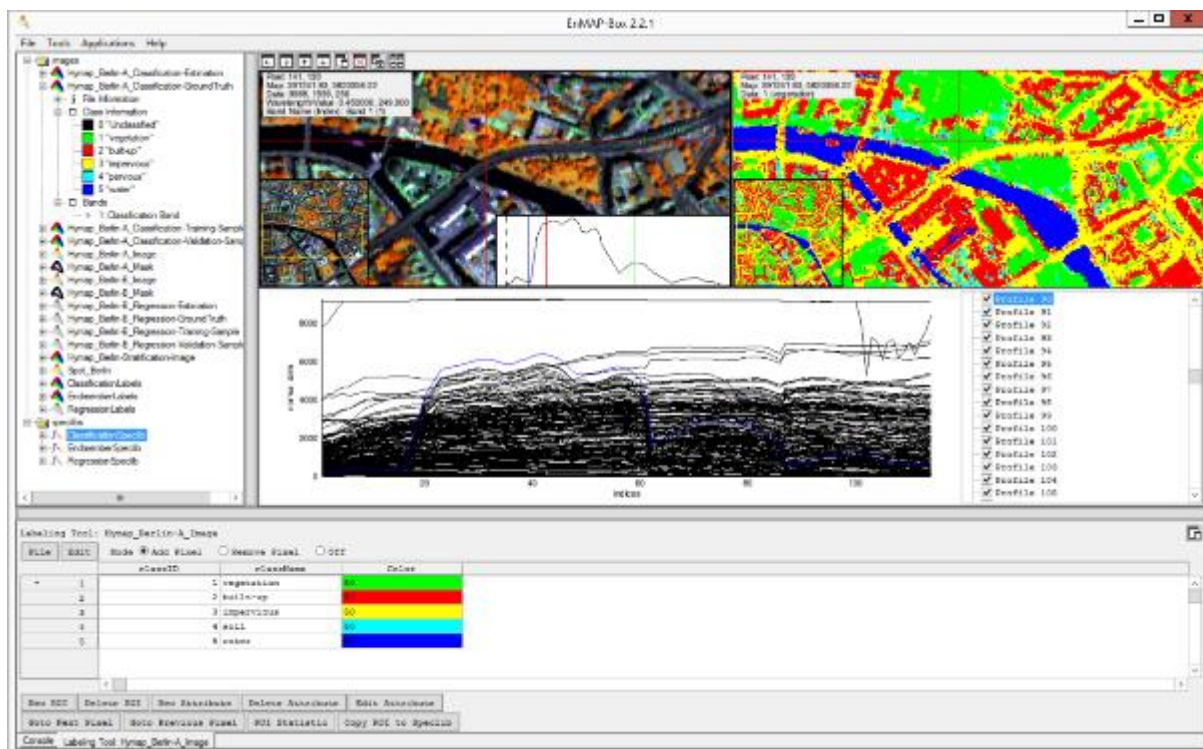 EnMAP-Box 2.2.1
File Tools Applications Help
images
Hymap_Berlin-A_Classification-Estimation
Hymap_Berlin-A_Classification-GroundTruth
File Information
Class Information
0 "Unclassified"
1 "vegetation"
2 "built-up"
3 "impervious"
4 "pervious"
5 "water"
Bands
1: Classification Band
Hymap_Berlin-A_Classification-Training-Sample
Hymap_Berlin-A_Classification-Validation-Sample
Hymap_Berlin-A_Image
Hymap_Berlin-A_Mask
Hymap_Berlin-B_Image
Hymap_Berlin-B_Mask
Hymap_Berlin-B_Regression-Estimation
Hymap_Berlin-B_Regression-GroundTruth
Hymap_Berlin-B_Regression-Training-Sample
Hymap_Berlin-B_Regression-Validation-Sample
Hymap_Berlin-Stratification-Image
Spot_Berlin
ClassificationLabels
EndmemberLabels
RegressionLabels
speclibs
ClassificationSpeclib
EndmemberSpeclib
RegressionSpeclib
8000
6000
4000
2000
0
20 40 60 80 100
indices
Profile 90
Profile 91
Profile 92
Profile 93
Profile 94
Profile 95
Profile 96
Profile 97
Profile 98
Profile 99
Profile 100
Profile 101
Profile 102
Profile 103
Profile 104
Profile 105
Labeling Tool: Hymap_Berlin-A_Image
File Edit Mode Add Pixel Remove Pixel Off
classID className Color
1 1 vegetation
2 2 built-up
3 3 impervious 50
4 4 soil
5 5 water
New ROI Delete ROI New Attribute Delete Attribute Edit Attribute
Goto Next Pixel Goto Previous Pixel ROI Statistic Copy ROI to Speclib
Console Labeling Tool: Hymap_Berlin-A_Image